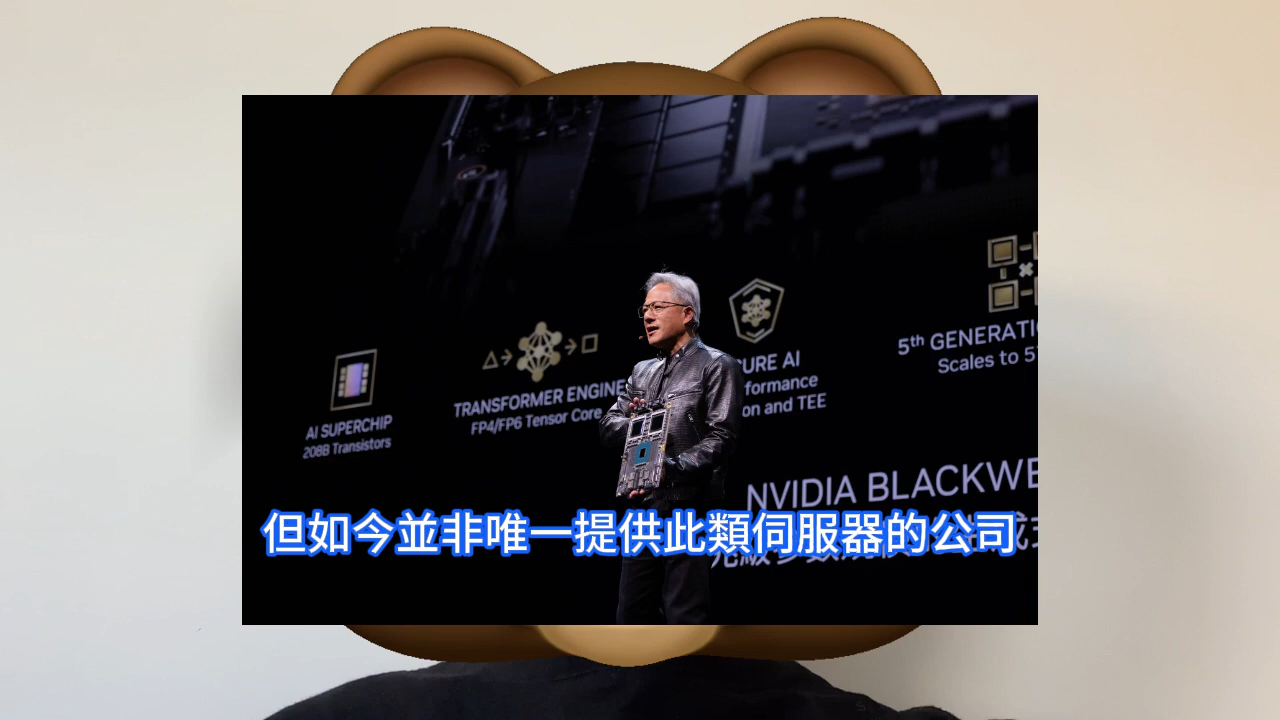 AI SUPERCHIP
208B Transistors
TRANSFORMER ENGINE
FP4/FP6 Tensor Core
URE AI
formance
on and TEE
5th GENERATI
Scales to 5
NVIDIA BLACKWE
但如今並非唯一提供此類伺服器的公司